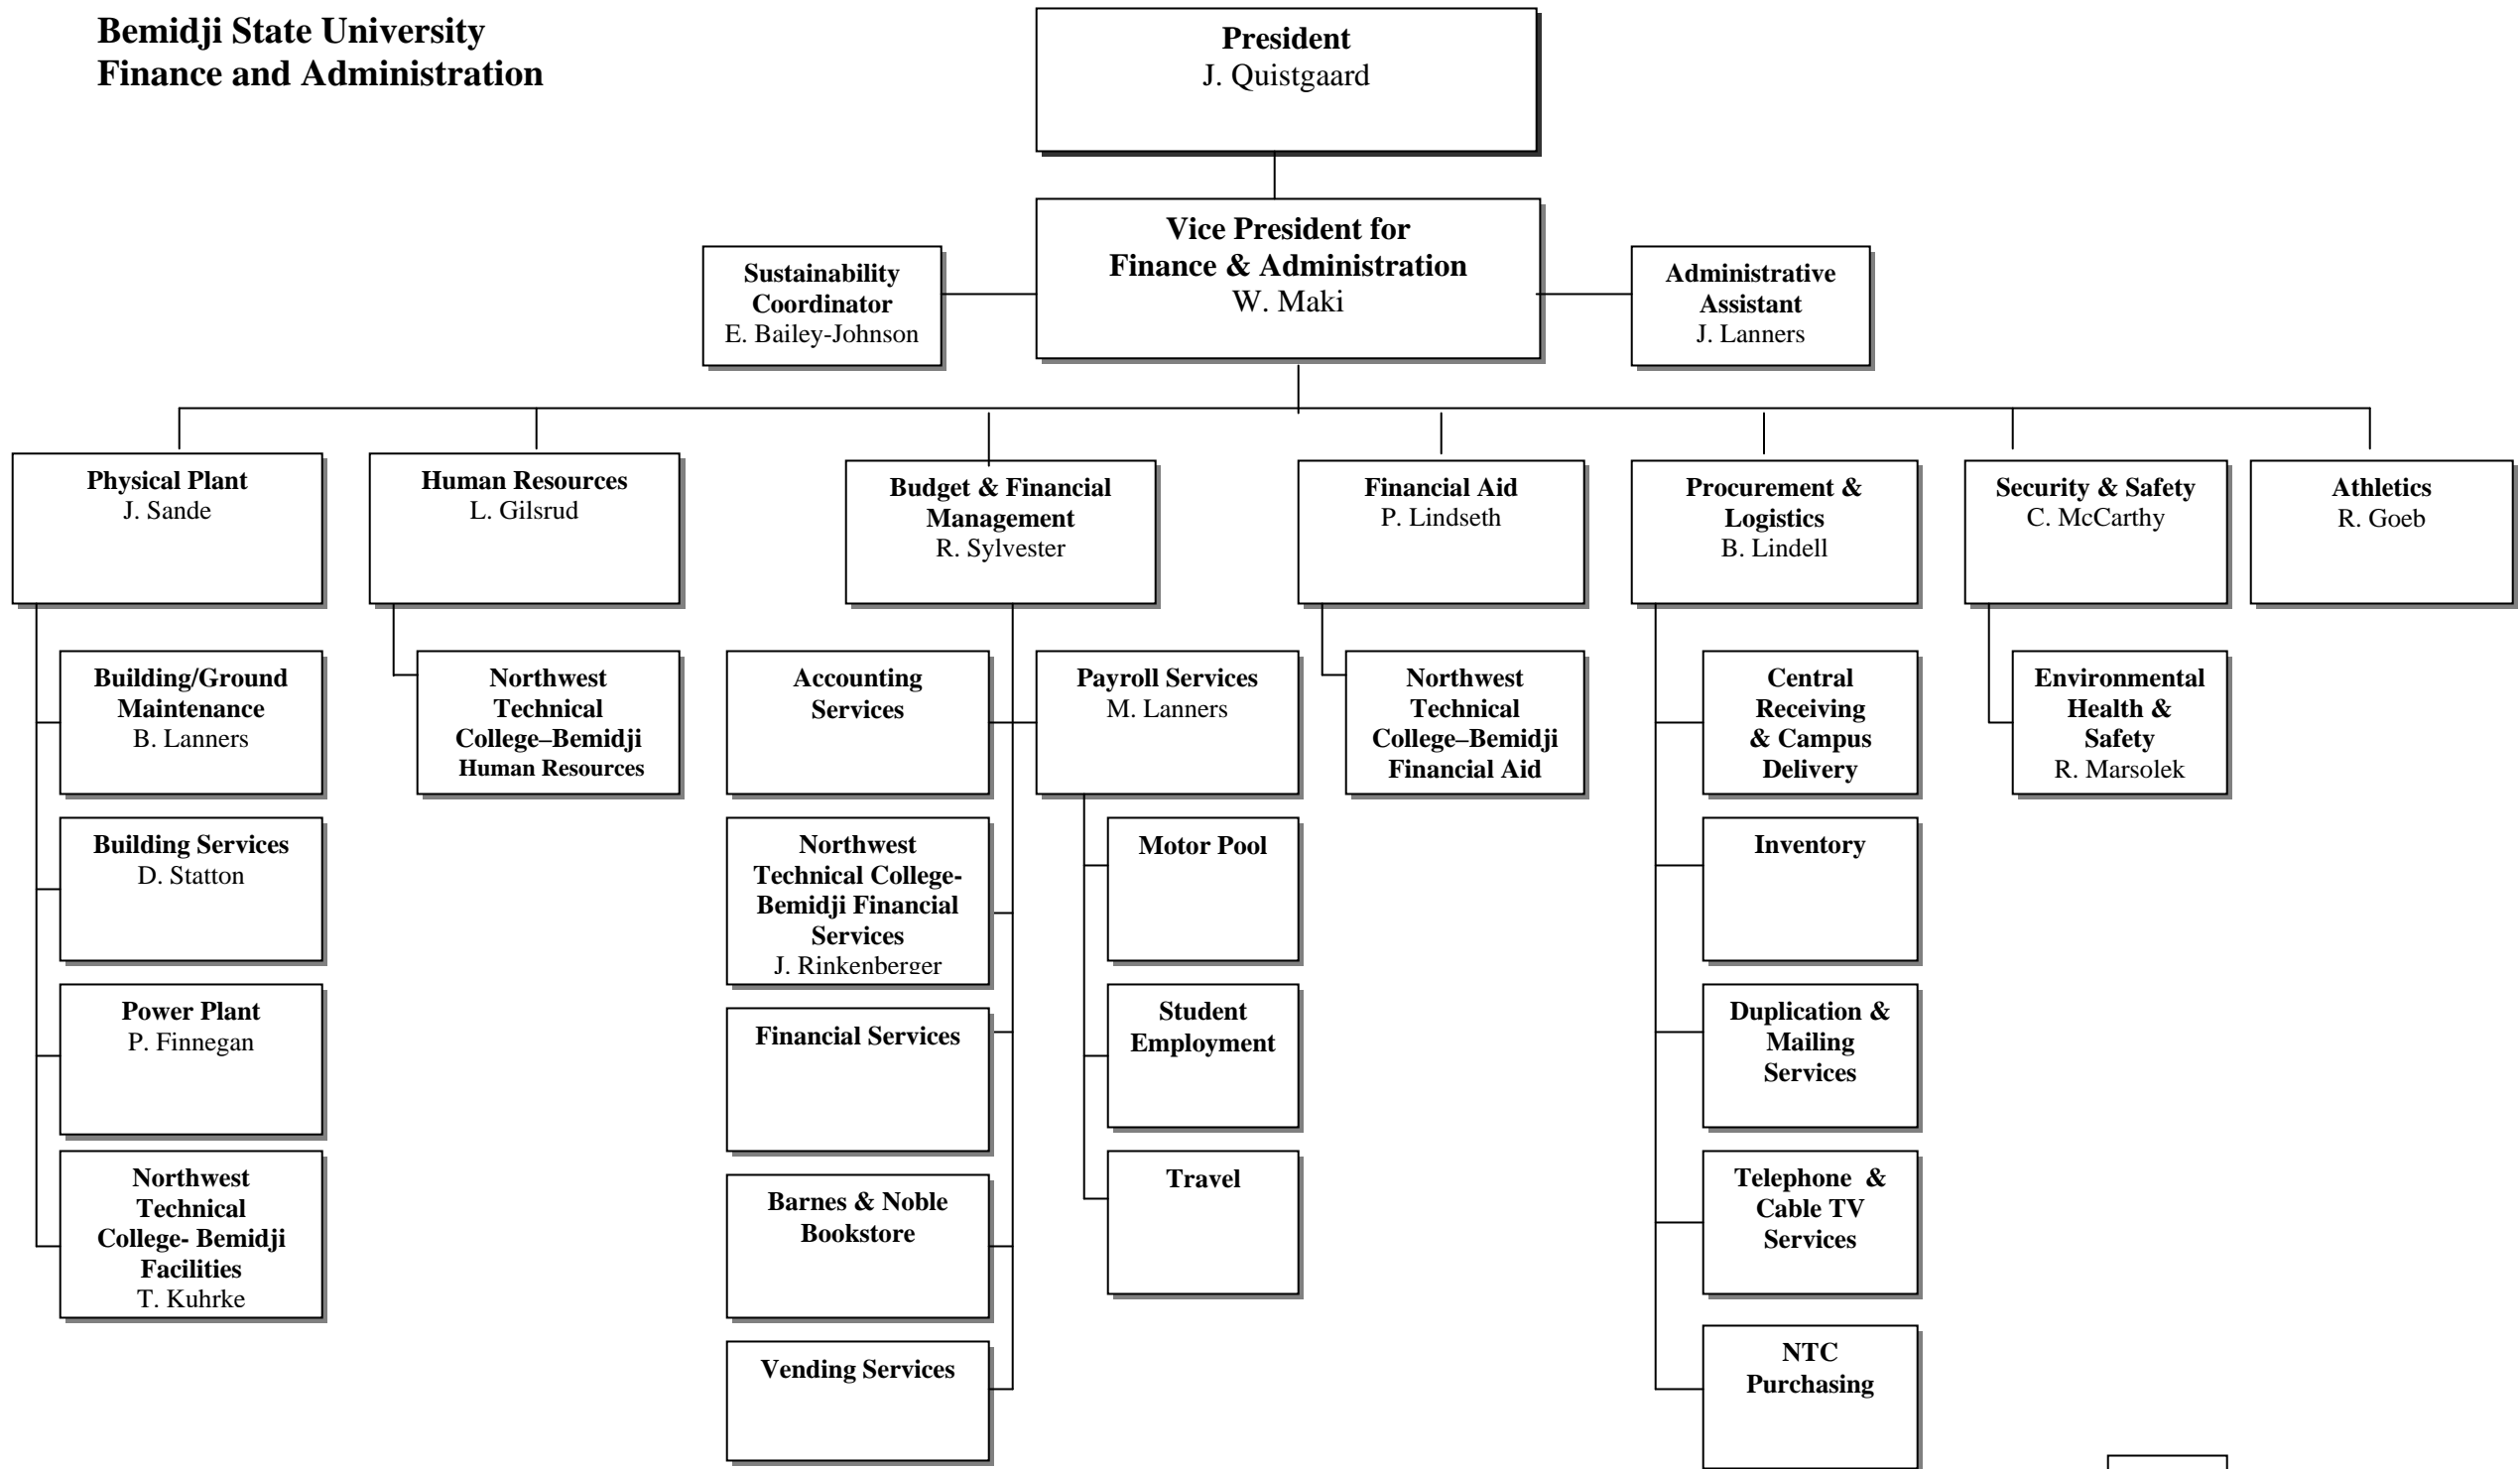 Bemidji State University
Finance and Administration
President
J. Quistgaard
Vice President for
Finance & Administration
W. Maki
Sustainability
Coordinator
E. Bailey-Johnson
Administrative
Assistant
J. Lanners
Physical Plant
J. Sande
Human Resources
L. Gilsrud
Budget & Financial
Management
R. Sylvester
Financial Aid
P. Lindseth
Procurement &
Logistics
B. Lindell
Security & Safety
C. McCarthy
Athletics
R. Goeb
Building/Ground
Maintenance
B. Lanners
Northwest
Technical
College–Bemidji
Human Resources
Accounting
Services
Payroll Services
M. Lanners
Northwest
Technical
College–Bemidji
Financial Aid
Central
Receiving
& Campus
Delivery
Environmental
Health &
Safety
R. Marsolek
Building Services
D. Statton
Northwest
Technical College-
Bemidji Financial
Services
J. Rinkenberger
Motor Pool
Inventory
Power Plant
P. Finnegan
Financial Services
Student
Employment
Duplication &
Mailing
Services
Northwest
Technical
College- Bemidji
Facilities
T. Kuhrke
Barnes & Noble
Bookstore
Travel
Telephone &
Cable TV
Services
Vending Services
NTC
Purchasing